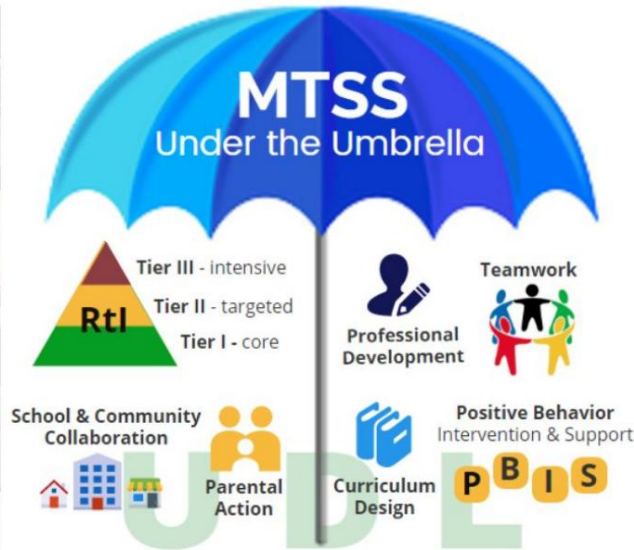 MTSS
Under the Umbrella
Tier III - intensive
Tier II - targeted
Tier I - core
RtI
Professional
Development
Teamwork
School & Community
Collaboration
Parental
Action
Curriculum
Design
Positive Behavior
Intervention & Support
P B I S
UDL